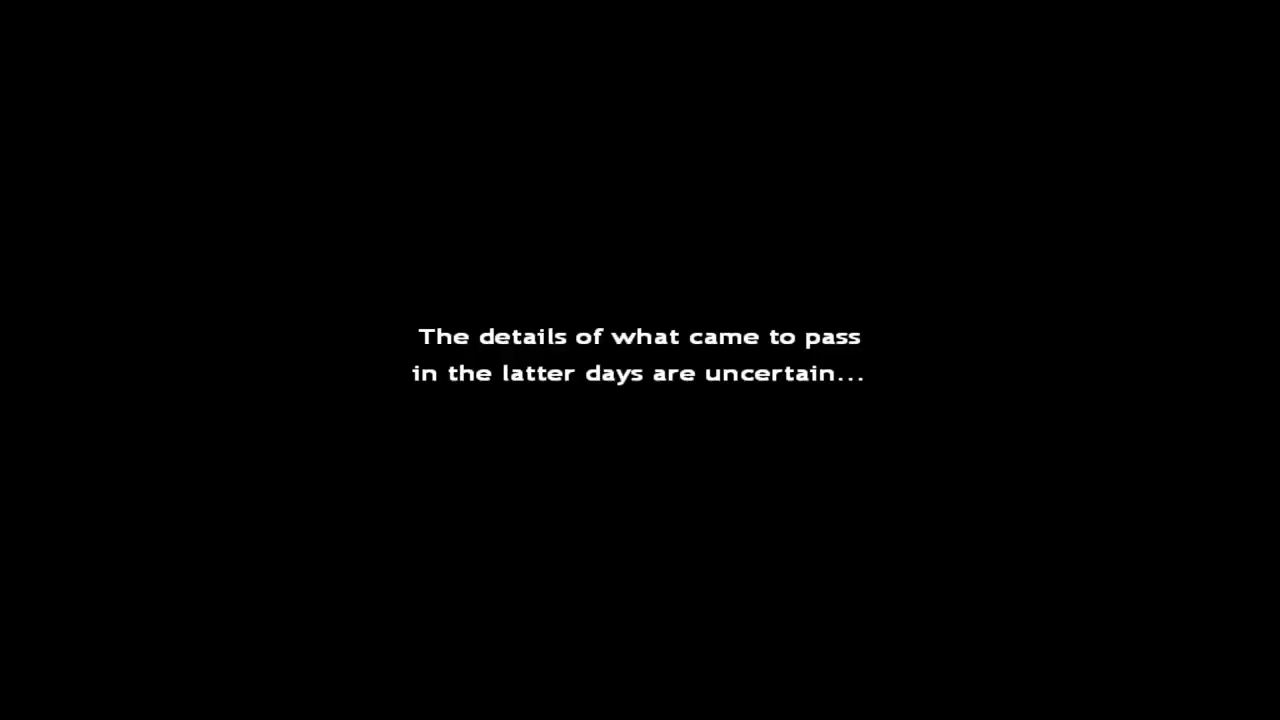 The details of what came to pass
in the latter days are uncertain...